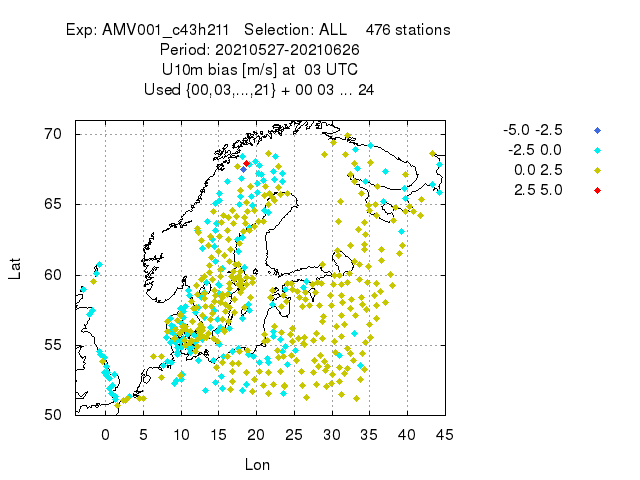 Exp: AMV001_c43h211   Selection: ALL    476 stations
Period: 20210527-20210626
U10m bias [m/s] at  03 UTC
Used {00,03,...,21} + 00 03 ... 24
-5.0 -2.5
-2.5 0.0
0.0 2.5
2.5 5.0
70
65
60
55
50
Lat
0 5 10 15 20 25 30 35 40 45
Lon